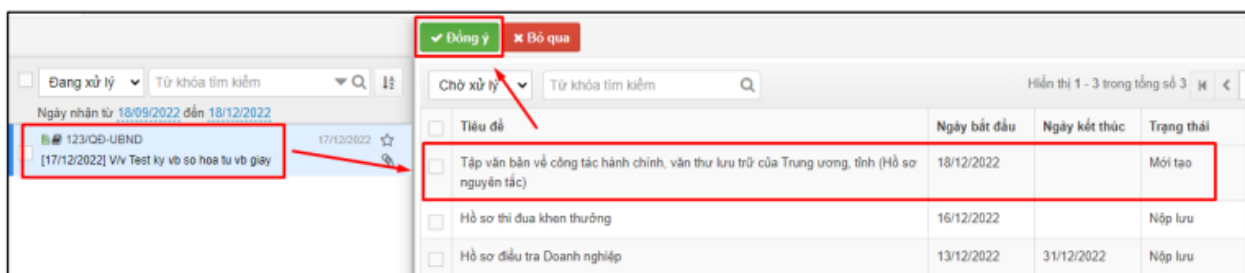 Đồng ý
Bỏ qua
Đang xử lý
Từ khóa tìm kiếm
Ngày nhận từ 18/09/2022 đến 18/12/2022
123/QĐ-UBND
17/12/2022
[17/12/2022] V/v Test ky vb so hoa tu vb giay
Chờ xử lý
Từ khóa tìm kiếm
Hiển thị 1 - 3 trong tổng số 3
Tiêu đề Ngày bắt đầu Ngày kết thúc Trạng thái
Tập văn bản về công tác hành chính, văn thư lưu trữ của Trung ương, tỉnh (Hồ sơ 18/12/2022 Mới tạo
nguyên tắc)
Hồ sơ thi đua khen thưởng 16/12/2022 Nộp lưu
Hồ sơ điều tra Doanh nghiệp 13/12/2022 31/12/2022 Nộp lưu